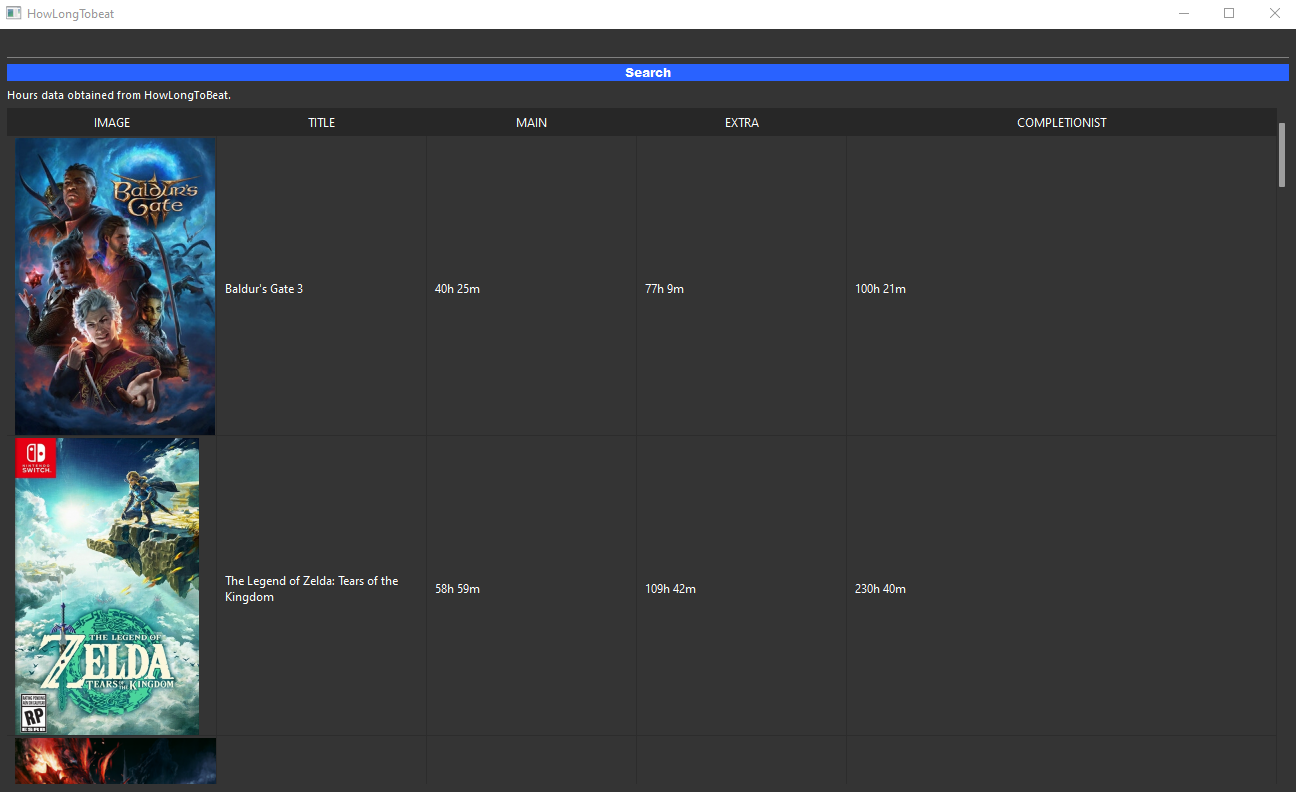 HowLongTobeat
Search
Hours data obtained from HowLongToBeat.
IMAGE TITLE MAIN EXTRA COMPLETIONIST
BALDUR'S
GATE
Baldur's Gate 3 40h 25m 77h 9m 100h 21m
NINTENDO
SWITCH
The Legend of Zelda: Tears of the
Kingdom
58h 59m 109h 42m 230h 40m
THE LEGEND OF
ZELDA
TEARS OF THE KINGDOM
RP
ESRB